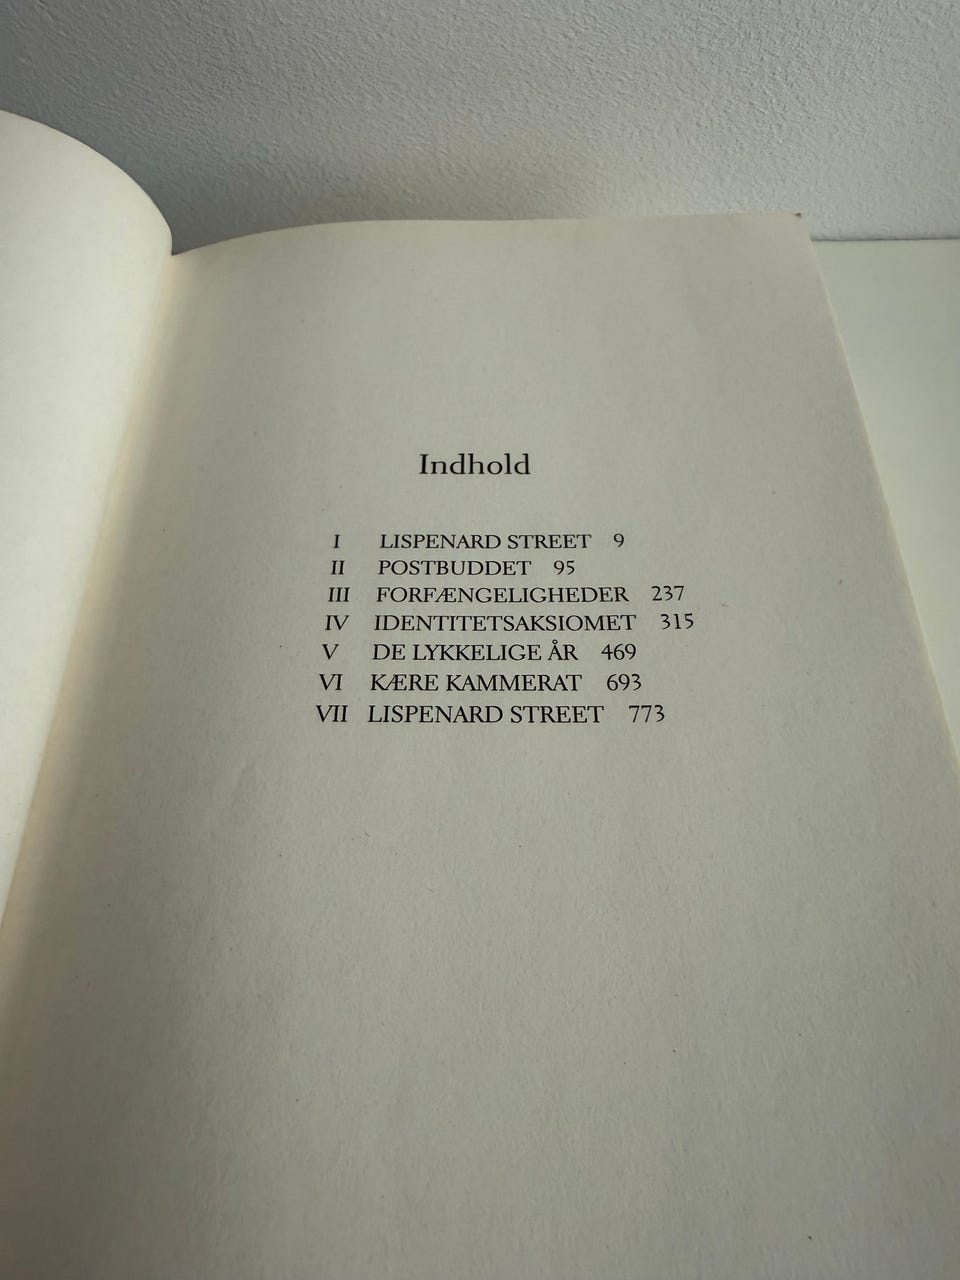 Indhold
I LISPENARD STREET 9
II POSTBUDDET 95
III FORFÆNGELIGHEDER 237
IV IDENTITETSAKSIOMET 315
V DE LYKKELIGE ÅR 469
VI KÆRE KAMMERAT 693
VII LISPENARD STREET 773